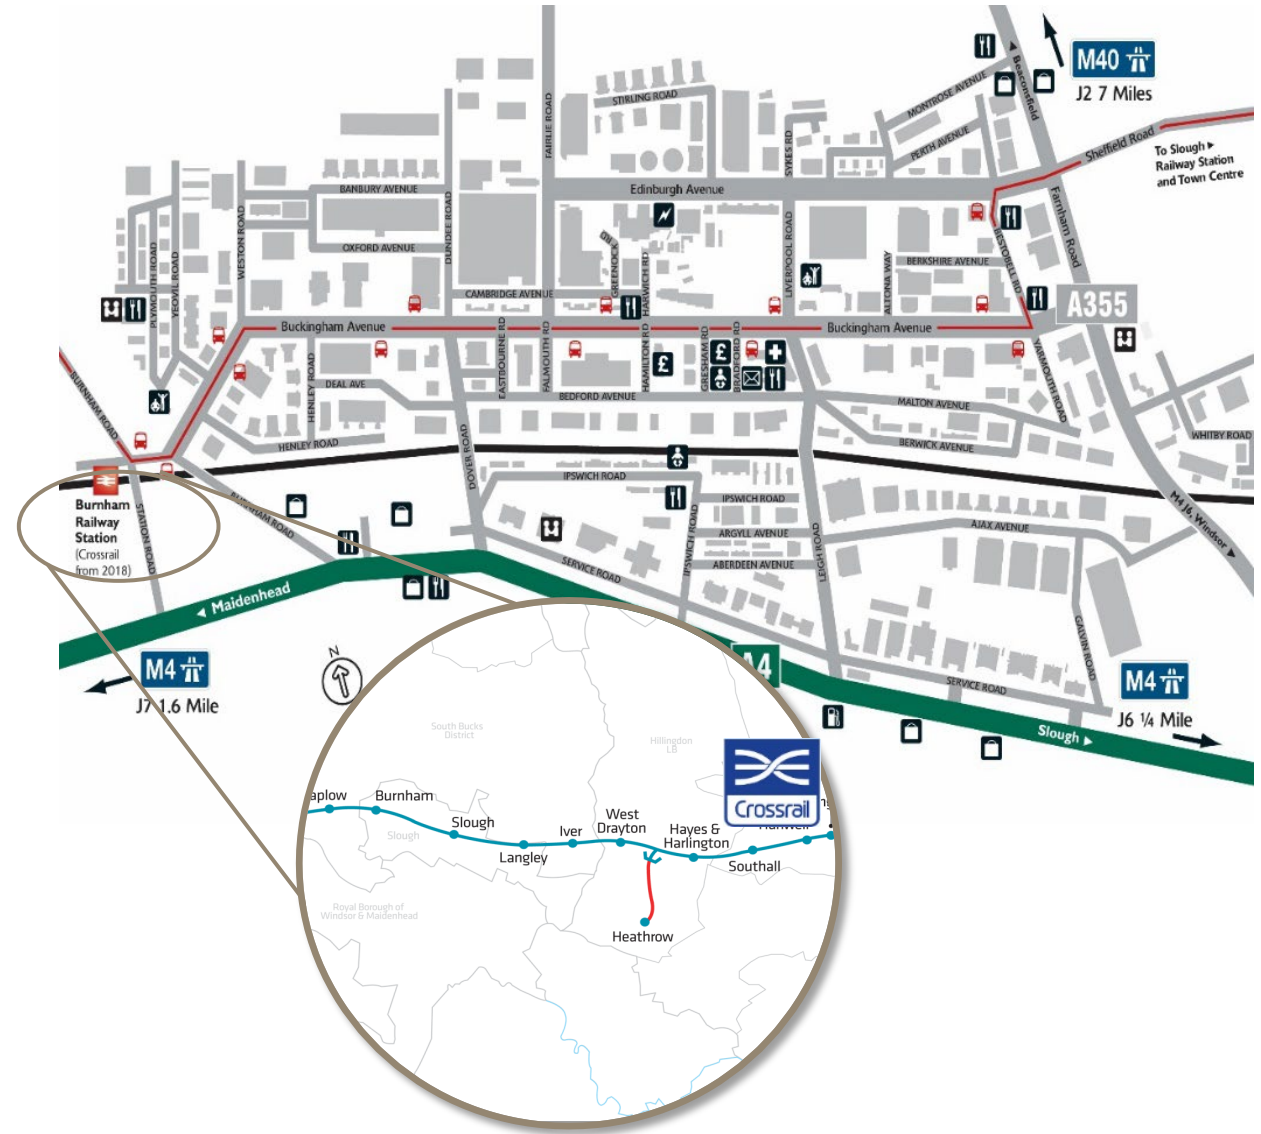 M40
J2 7 Miles
Beaconsfield
MONTROSE AVENUE
PERTH AVENUE
Sheffield Road
To Slough ▶
Railway Station
and Town Centre
FAIRLIE ROAD
STIRLING ROAD
SYKES RD
BANBURY AVENUE
Edinburgh Avenue
Farnham Road
WESTON ROAD
DUNDEE ROAD
OXFORD AVENUE
PLYMOUTH ROAD
YEOVIL ROAD
GREENOCK RD
HARWICH RD
LIVERPOOL ROAD
ALTONA WAY
BERKSHIRE AVENUE
BESTOBELL RD
CAMBRIDGE AVENUE
A355
Buckingham Avenue
Buckingham Avenue
EASTBOURNE RD
FALMOUTH RD
HAMILTON RD
GRESHAM RD
BRADFORD RD
YARMOUTH ROAD
BURNHAM ROAD
HENLEY ROAD
DEAL AVE
BEDFORD AVENUE
MALTON AVENUE
BERWICK AVENUE
WHITBY ROAD
HENLEY ROAD
DOVER ROAD
IPSWICH ROAD
IPSWICH ROAD
ARGYLL AVENUE
ABERDEEN AVENUE
IPSWICH ROAD
LEIGH ROAD
AJAX AVENUE
M4 J6, Windsor
Burnham
Railway
Station
(Crossrail
from 2018)
STATION ROAD
BURNHAM ROAD
SERVICE ROAD
GALVIN ROAD
SERVICE ROAD
◀ Maidenhead
M4
J7 1.6 Mile
N
A4
M4
J6 ¼ Mile
Slough ▶
South Bucks
District
Hillingdon
LB
Crossrail
aplow
Burnham
Slough
Slough
Langley
Iver
West
Drayton
Hayes &
Harlington
Southall
Royal Borough of
Windsor & Maidenhead
Heathrow